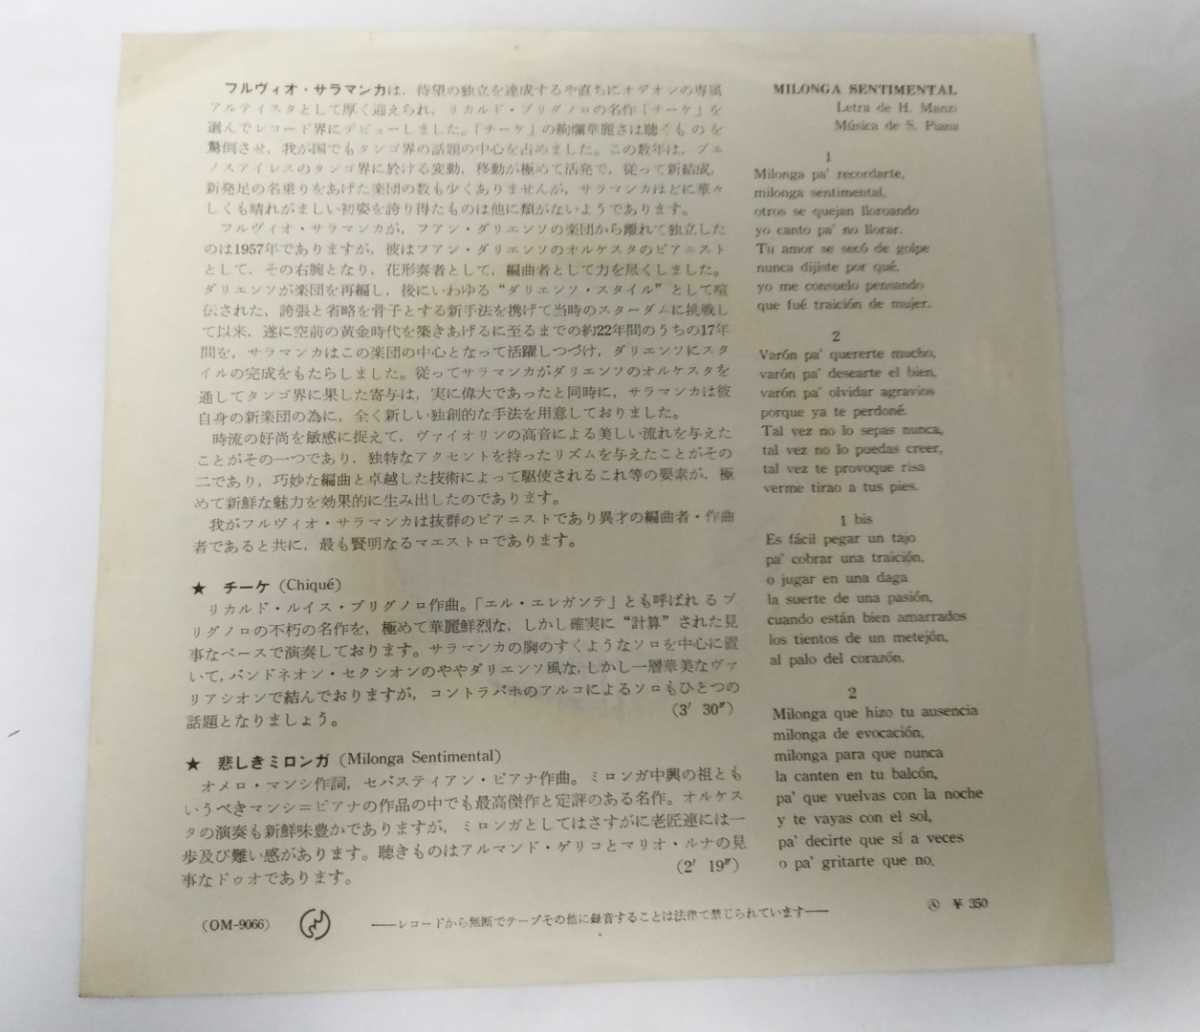 フルヴィオ・サラマンカは、待望の独立を達成するや直ちにオデオンの専属
アルティスタとして厚く迎えられ、リカルド・ブリグノロの名作「チーケ」を
選んでレコード界にデビューしました。「チーケ」の絢爛華麗さは聴くものを
驚倒させ、我が国でもタンゴ界の話題の中心を占めました。この数年は、ブエ
ノスアイレスのタンゴ界に於ける変動、移動が極めて活発で、従って新結成、
新発足の名乗りをあげた楽団の数も少くありませんが、サラマンカほどに華々
しくも晴れがましい初姿を誇り得たものは他に類がないようであります。
フルヴィオ・サラマンカが、フアン・ダリエンソの楽団から離れて独立した
のは1957年でありますが、彼はフアン・ダリエンソのオルケスタのピアニスト
として、その右腕となり、花形奏者として、編曲者として力を尽くしました。
ダリエンソが楽団を再編し、後にいわゆる“ダリエンソ・スタイル”として喧
伝された、誇張と省略を骨子とする新手法を携げて当時のスターダムに挑戦し
て以来、遂に空前の黄金時代を築きあげるに至るまでの約22年間のうちの17年
間を、サラマンカはこの楽団の中心となって活躍しつづけ、ダリエンソにスタ
イルの完成をもたらしました。従ってサラマンカがダリエンソのオルケスタを
通してタンゴ界に果した寄与は、実に偉大であったと同時に、サラマンカは彼
自身の新楽団の為に、全く新しい独創的な手法を用意しておりました。
時流の好尚を敏感に捉えて、ヴァイオリンの高音による美しい流れを与えた
ことがその一つであり、独特なアクセントを持ったリズムを与えたことがその
二であり、巧妙な編曲と卓越した技術によって駆使されるこれ等の要素が、極
めて新鮮な魅力を効果的に生み出したのであります。
我がフルヴィオ・サラマンカは抜群のピアニストであり異才の編曲者・作曲
者であると共に、最も賢明なるマエストロであります。
★ チーケ (Chiqué)
リカルド・ルイス・ブリグノロ作曲。「エル・エレガンテ」とも呼ばれるブ
リグノロの不朽の名作を、極めて華麗鮮烈な、しかし確実に“計算”された見
事なペースで演奏しております。サラマンカの胸のすくようなソロを中心に置
いて、バンドネオン・セクシオンのややダリエンソ風な、しかし一層華美なヴァ
リアシオンで結んでおりますが、コントラバホのアルコによるソロもひとつの
話題となりましょう。 (3′ 30″)
★ 悲しきミロンガ (Milonga Sentimental)
オメロ・マンシ作詞、セバスティアン・ピアナ作曲。ミロンガ中興の祖とも
いうべきマンシ＝ピアナの作品の中でも最高傑作と定評のある名作。オルケス
タの演奏も新鮮味豊かでありますが、ミロンガとしてはさすがに老匠連には一
歩及び難い感があります。聴きものはアルマンド・ゲリコとマリオ・ルナの見
事なドゥオであります。 (2′ 19″)
(OM-9066)
——レコードから無断でテープその他に録音することは法律で禁じられています——
MILONGA SENTIMENTAL
Letra de H. Manzi
Música de S. Piana
1
Milonga pa' recordarte,
milonga sentimental,
otros se quejan lloroando
yo canto pa' no llorar.
Tu amor se secó de golpe
nunca dijiste por qué,
yo me consuelo pensando
que fué traición de mujer.
2
Varón pa' quererte mucho,
varón pa' desearte el bien,
varón pa' olvidar agravios
porque ya te perdoné.
Tal vez no lo sepas nunca,
tal vez no lo puedas creer,
tal vez te provoque risa
verme tirao a tus pies.
1 bis
Es fácil pegar un tajo
pa' cobrar una traición,
o jugar en una daga
la suerte de una pasión,
cuando están bien amarrados
los tientos de un metejón,
al palo del corazón.
2
Milonga que hizo tu ausencia
milonga de evocación,
milonga para que nunca
la canten en tu balcón,
pa' que vuelvas con la noche
y te vayas con el sol,
pa' decirte que sí a veces
o pa' gritarte que no.
Ⓐ ¥ 350